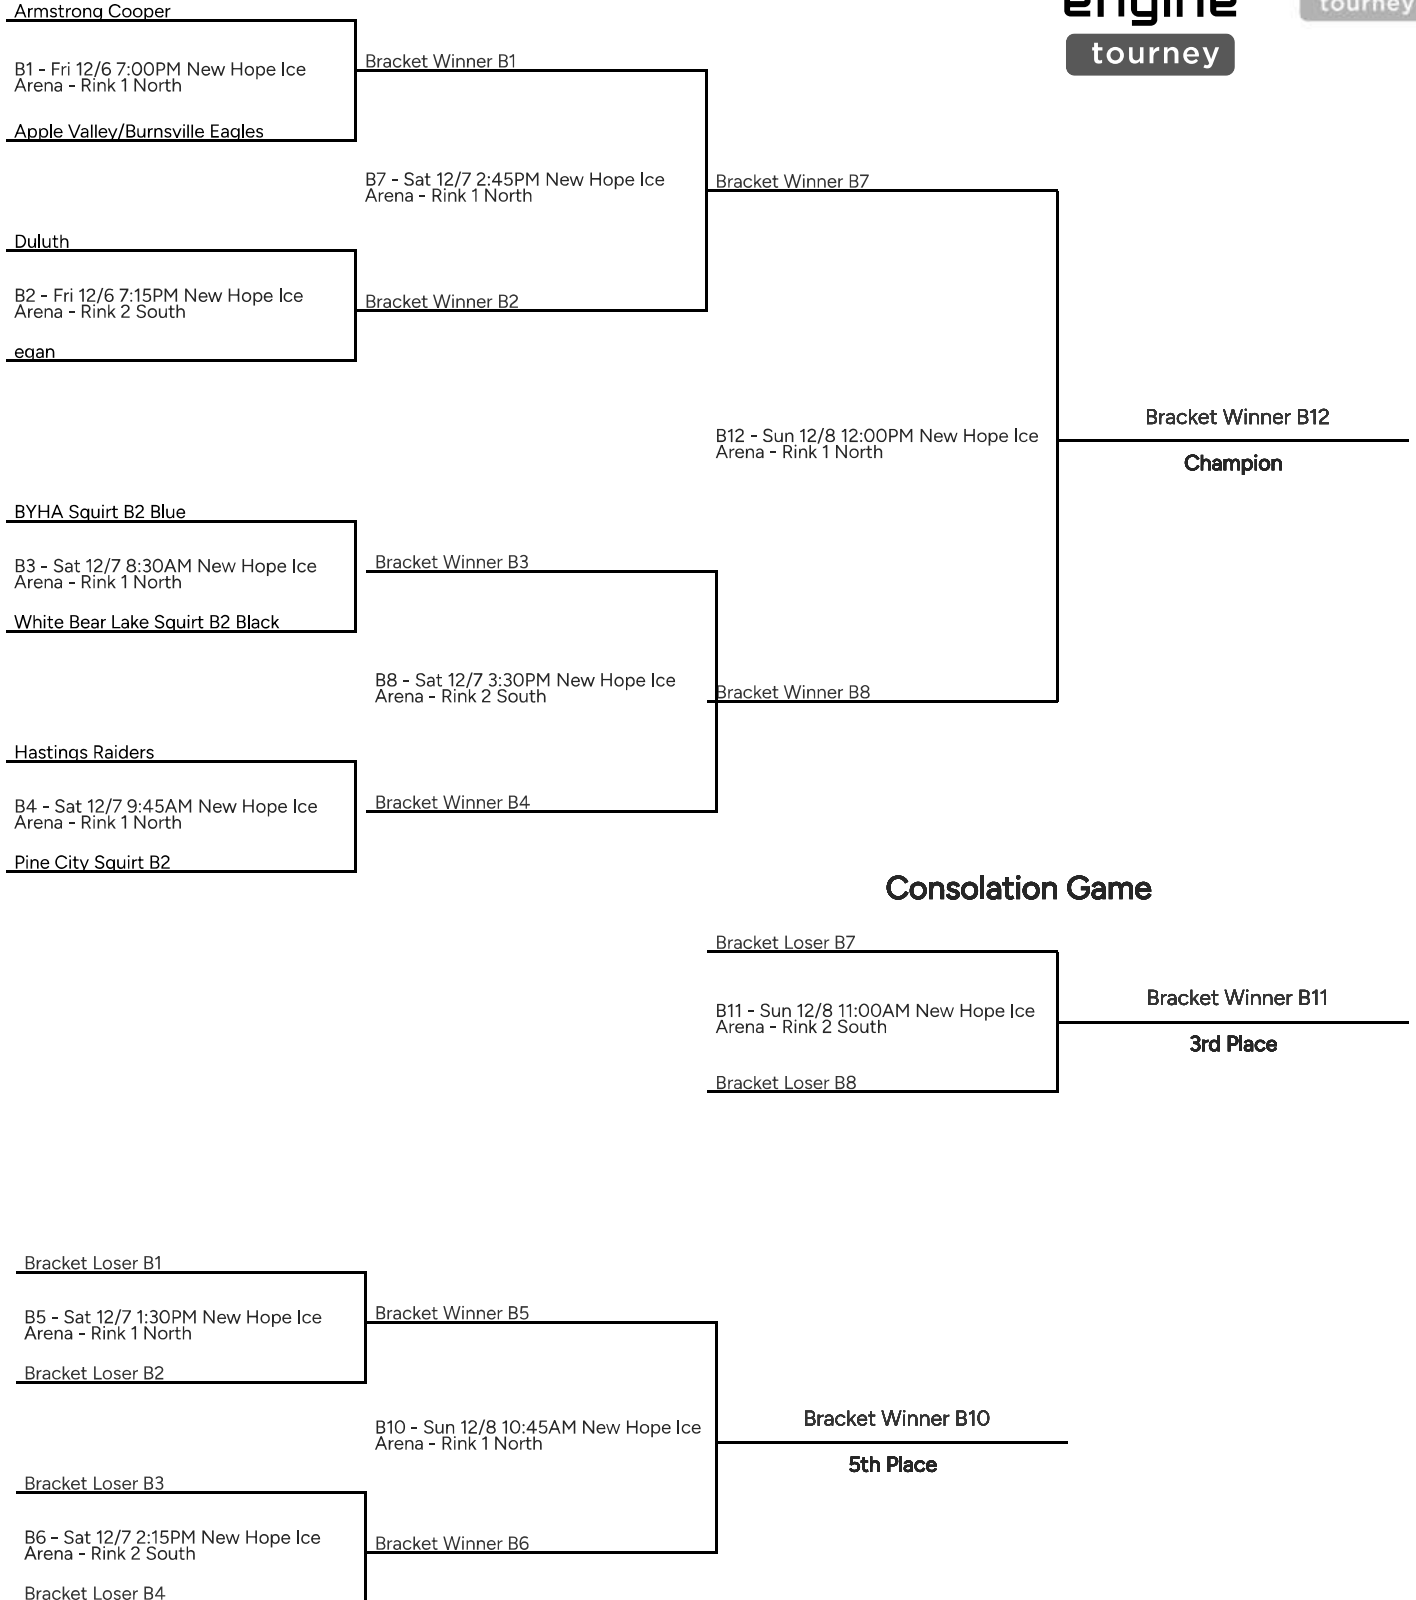 Armstrong Cooper
engine
tourney
tourney
B1 - Fri 12/6 7:00PM New Hope Ice
Arena - Rink 1 North
Bracket Winner B1
Apple Valley/Burnsville Eagles
B7 - Sat 12/7 2:45PM New Hope Ice
Arena - Rink 1 North
Bracket Winner B7
Duluth
B2 - Fri 12/6 7:15PM New Hope Ice
Arena - Rink 2 South
Bracket Winner B2
egan
B12 - Sun 12/8 12:00PM New Hope Ice
Arena - Rink 1 North
Bracket Winner B12
Champion
BYHA Squirt B2 Blue
B3 - Sat 12/7 8:30AM New Hope Ice
Arena - Rink 1 North
Bracket Winner B3
White Bear Lake Squirt B2 Black
B8 - Sat 12/7 3:30PM New Hope Ice
Arena - Rink 2 South
Bracket Winner B8
Hastings Raiders
B4 - Sat 12/7 9:45AM New Hope Ice
Arena - Rink 1 North
Bracket Winner B4
Pine City Squirt B2
Consolation Game
Bracket Loser B7
B11 - Sun 12/8 11:00AM New Hope Ice
Arena - Rink 2 South
Bracket Winner B11
3rd Place
Bracket Loser B8
Bracket Loser B1
B5 - Sat 12/7 1:30PM New Hope Ice
Arena - Rink 1 North
Bracket Winner B5
Bracket Loser B2
B10 - Sun 12/8 10:45AM New Hope Ice
Arena - Rink 1 North
Bracket Winner B10
5th Place
Bracket Loser B3
B6 - Sat 12/7 2:15PM New Hope Ice
Arena - Rink 2 South
Bracket Winner B6
Bracket Loser B4